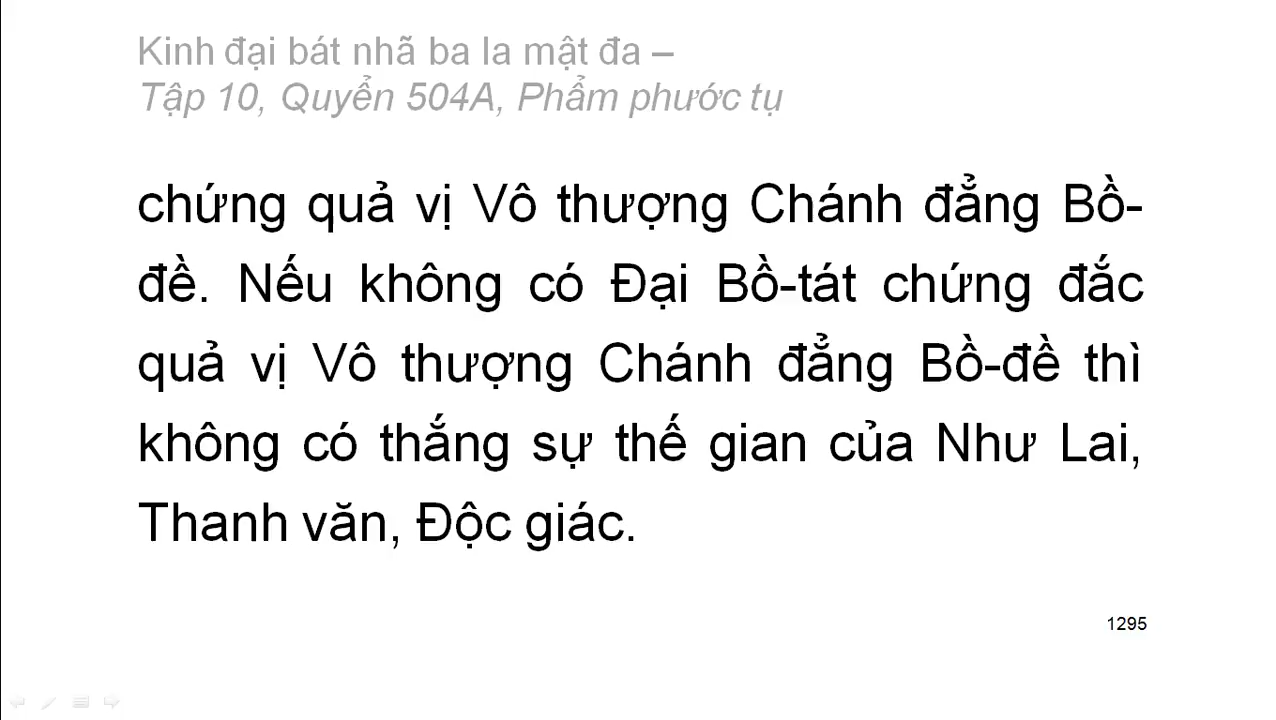 Kinh đại bát nhã ba la mật đa –
Tập 10, Quyển 504A, Phẩm phước tụ
chứng quả vị Vô thượng Chánh đẳng Bồ-
đề. Nếu không có Đại Bồ-tát chứng đắc
quả vị Vô thượng Chánh đẳng Bồ-đề thì
không có thắng sự thế gian của Như Lai,
Thanh văn, Độc giác.
1295